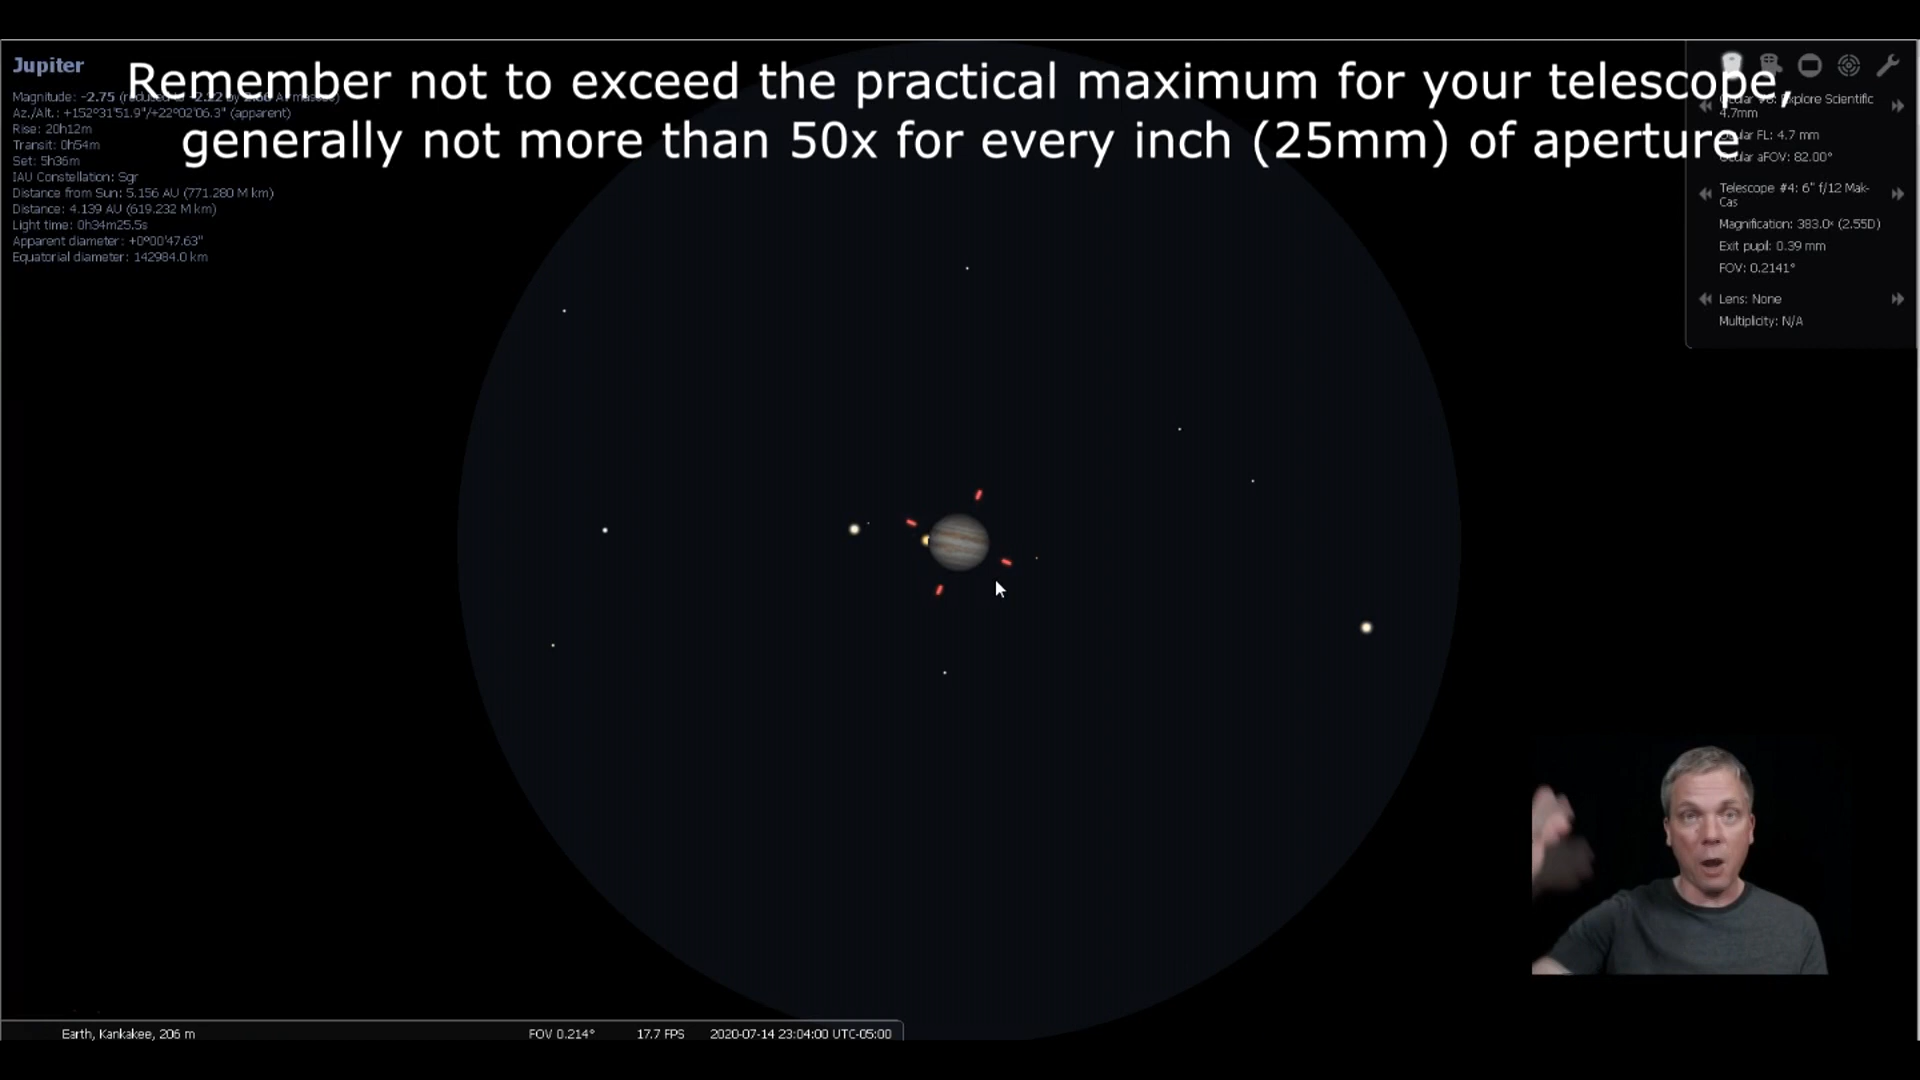 Jupiter
Remember not to exceed the practical maximum for your telescope,
generally not more than 50x for every inch (25mm) of aperture
Magnitude: -2.75
Az./Alt.: +152°31'51.9"/+22°02'06.3" (apparent)
Rise: 20h12m
Transit: 0h54m
Set: 5h36m
IAU Constellation: Sgr
Distance from Sun: 5.156 AU (771.280 M km)
Distance: 4.139 AU (619.232 M km)
Light time: 0h34m25.5s
Apparent diameter: +0°00'47.63"
Equatorial diameter: 142984.0 km
Explore Scientific
4.7mm
Ocular FL: 4.7 mm
Ocular aFOV: 82.00°
Telescope #4: 6" f/12 Mak-
Cas
Magnification: 383.0× (2.55D)
Exit pupil: 0.39 mm
FOV: 0.2141°
Lens: None
Multiplicity: N/A
Earth, Kankakee, 206 m
FOV 0.214°
17.7 FPS
2020-07-14 23:04:00 UTC-05:00